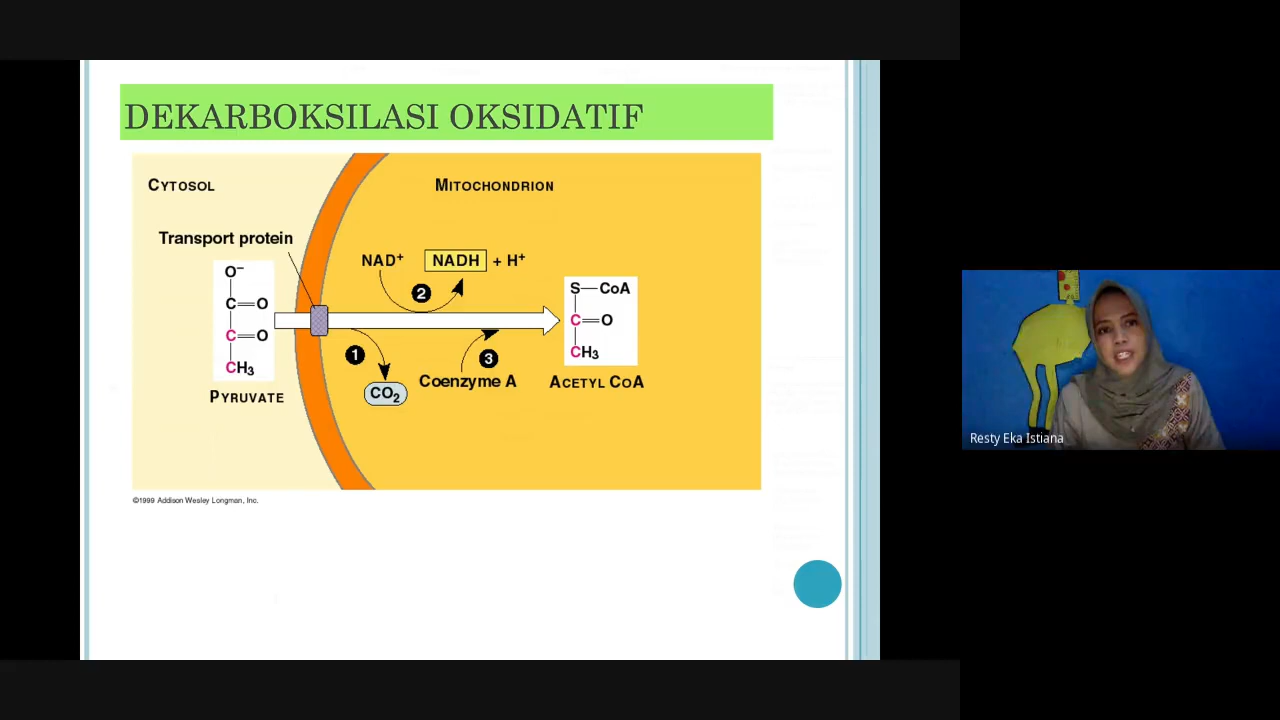 DEKARBOKSILASI OKSIDATIF
CYTOSOL
MITOCHONDRION
Transport protein
NAD⁺
NADH + H⁺
O⁻
C=O
C=O
CH₃
PYRUVATE
2
1
3
CO₂
Coenzyme A
S—CoA
C=O
CH₃
ACETYL COA
©1999 Addison Wesley Longman, Inc.
Resty Eka Istiana